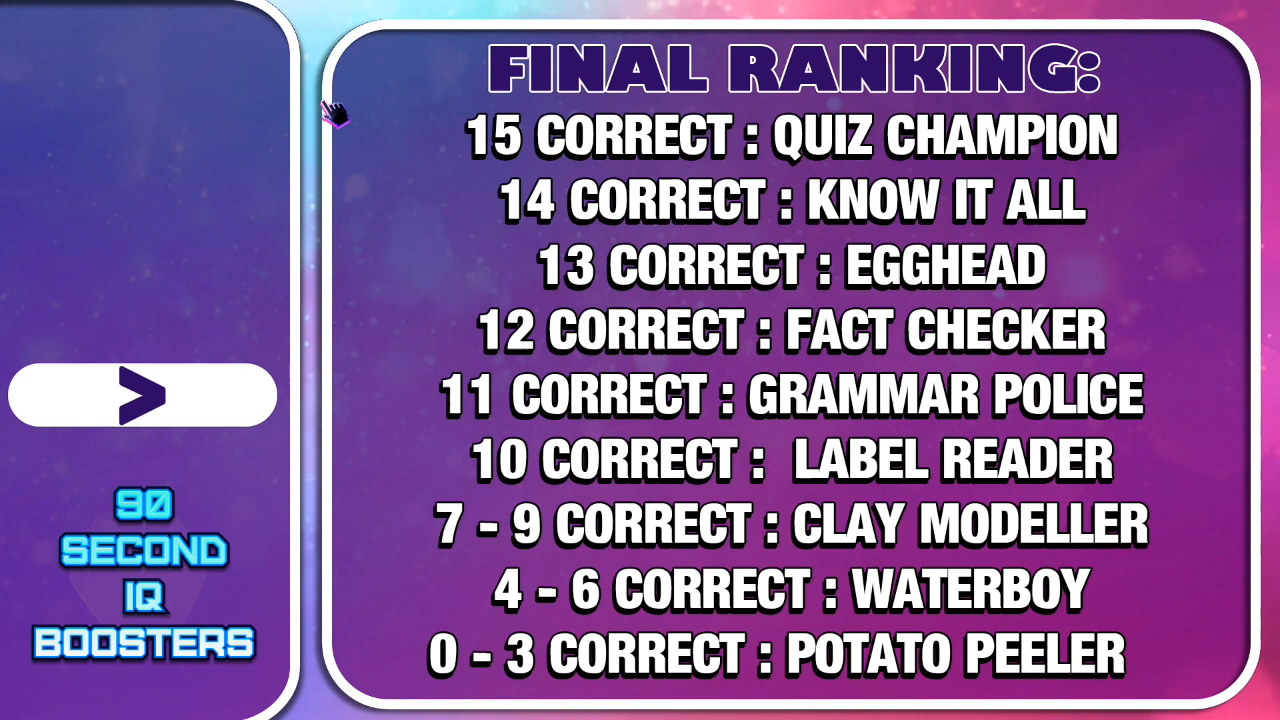 FINAL RANKING:
15 CORRECT : QUIZ CHAMPION
14 CORRECT : KNOW IT ALL
13 CORRECT : EGGHEAD
12 CORRECT : FACT CHECKER
11 CORRECT : GRAMMAR POLICE
10 CORRECT :  LABEL READER
7 - 9 CORRECT : CLAY MODELLER
4 - 6 CORRECT : WATERBOY
0 - 3 CORRECT : POTATO PEELER
>
90
SECOND
IQ
BOOSTERS